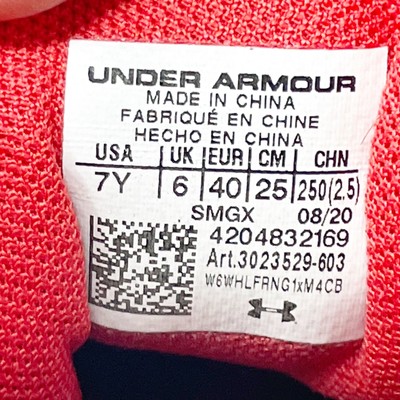 UNDER ARMOUR
MADE IN CHINA
FABRIQUÉ EN CHINE
HECHO EN CHINA
USA UK EUR CM CHN
7Y 6 40 25 250(2.5)
SMGX 08/20
4204832169
Art.3023529-603
W6WHLFRNG1xM4CB